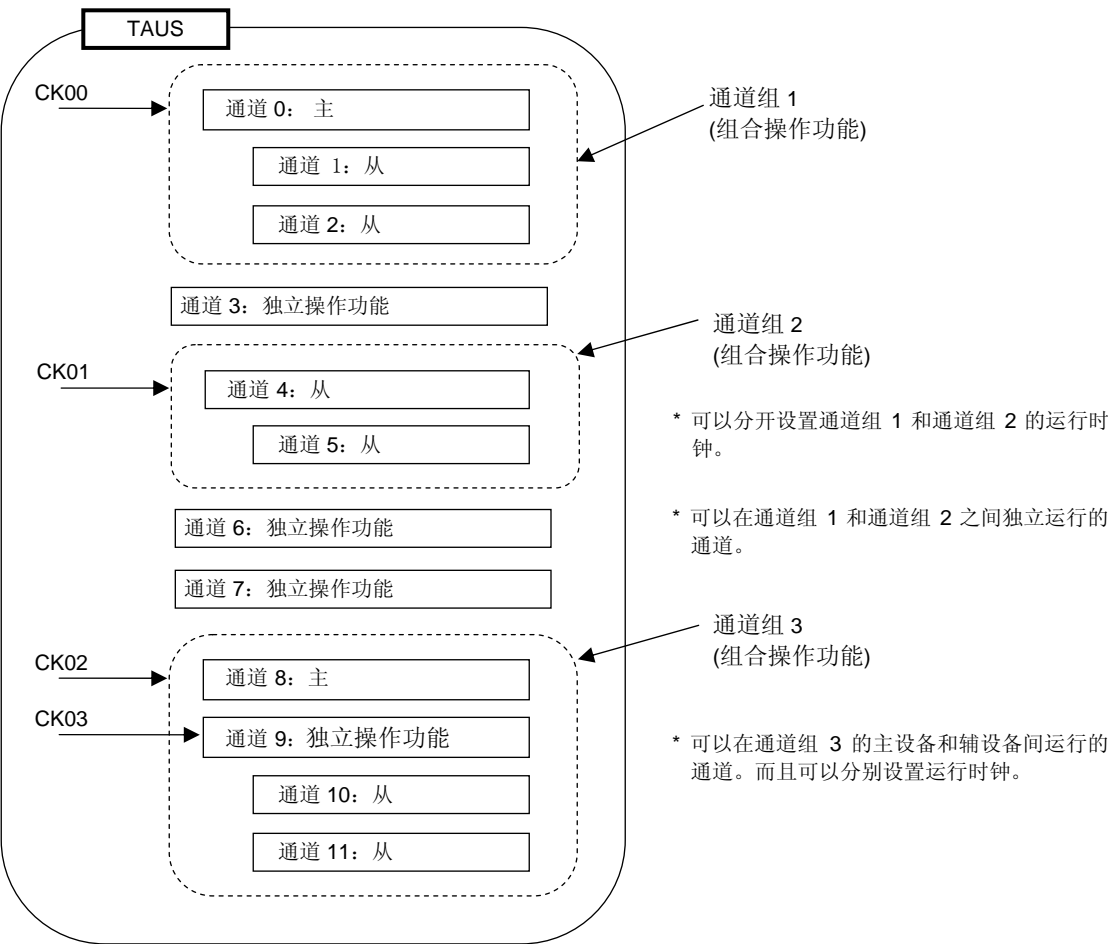 TAUS
CK00
通道 0： 主
通道 1：从
通道 2：从
通道组 1
(组合操作功能)
通道 3：独立操作功能
通道组 2
(组合操作功能)
CK01
通道 4：从
通道 5：从
* 可以分开设置通道组 1 和通道组 2 的运行时
钟。
通道 6：独立操作功能
* 可以在通道组 1 和通道组 2 之间独立运行的
通道。
通道 7：独立操作功能
通道组 3
(组合操作功能)
CK02
通道 8：主
CK03
通道 9：独立操作功能
* 可以在通道组 3 的主设备和辅设备间运行的
通道。而且可以分别设置运行时钟。
通道 10：从
通道 11：从